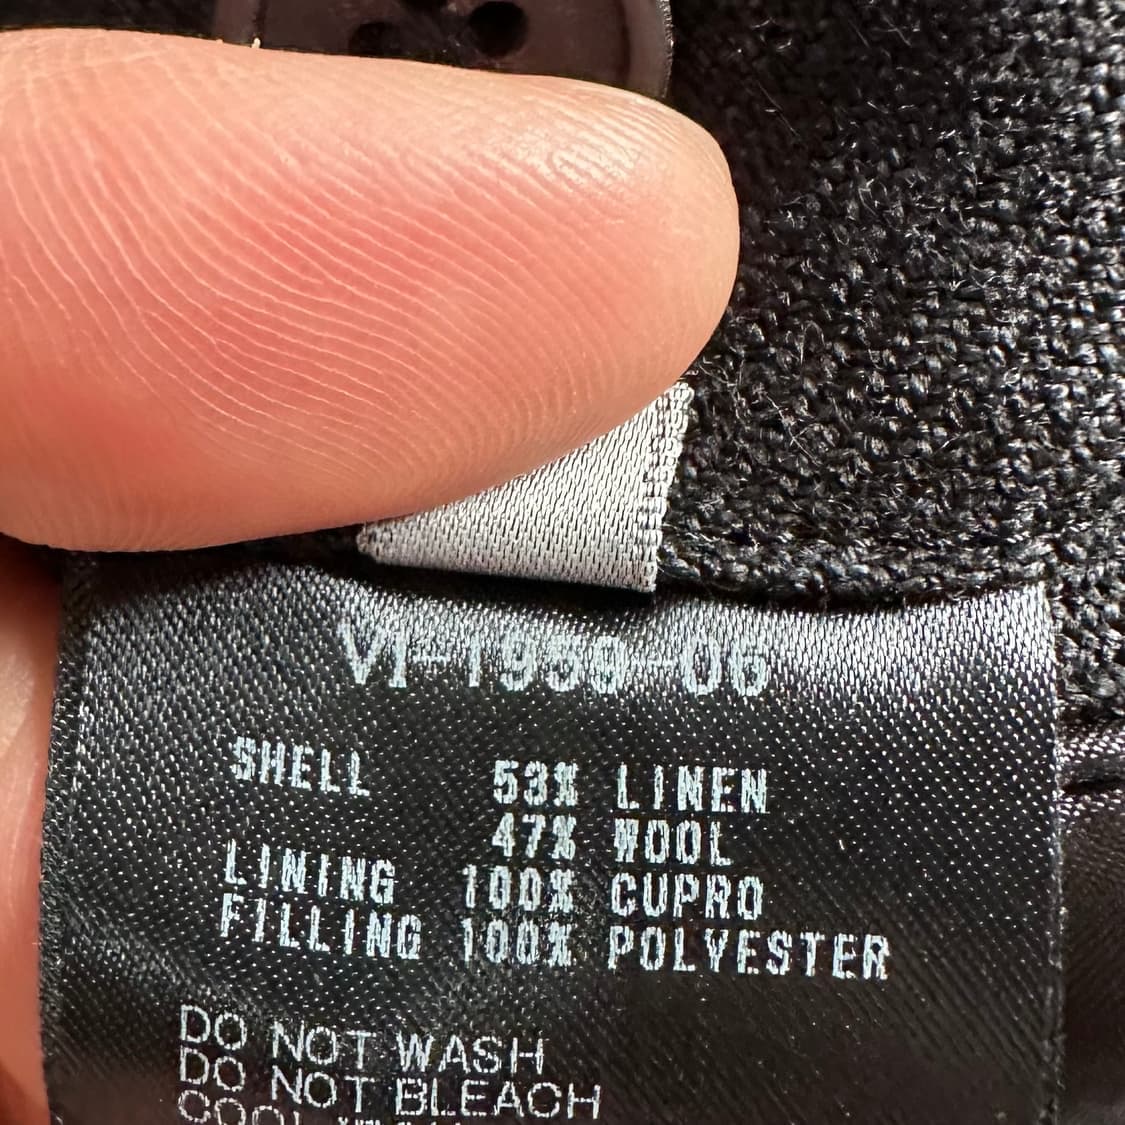 VI-1959-06
SHELL 53% LINEN
47% WOOL
LINING 100% CUPRO
FILLING 100% POLYESTER
DO NOT WASH
DO NOT BLEACH
COOL